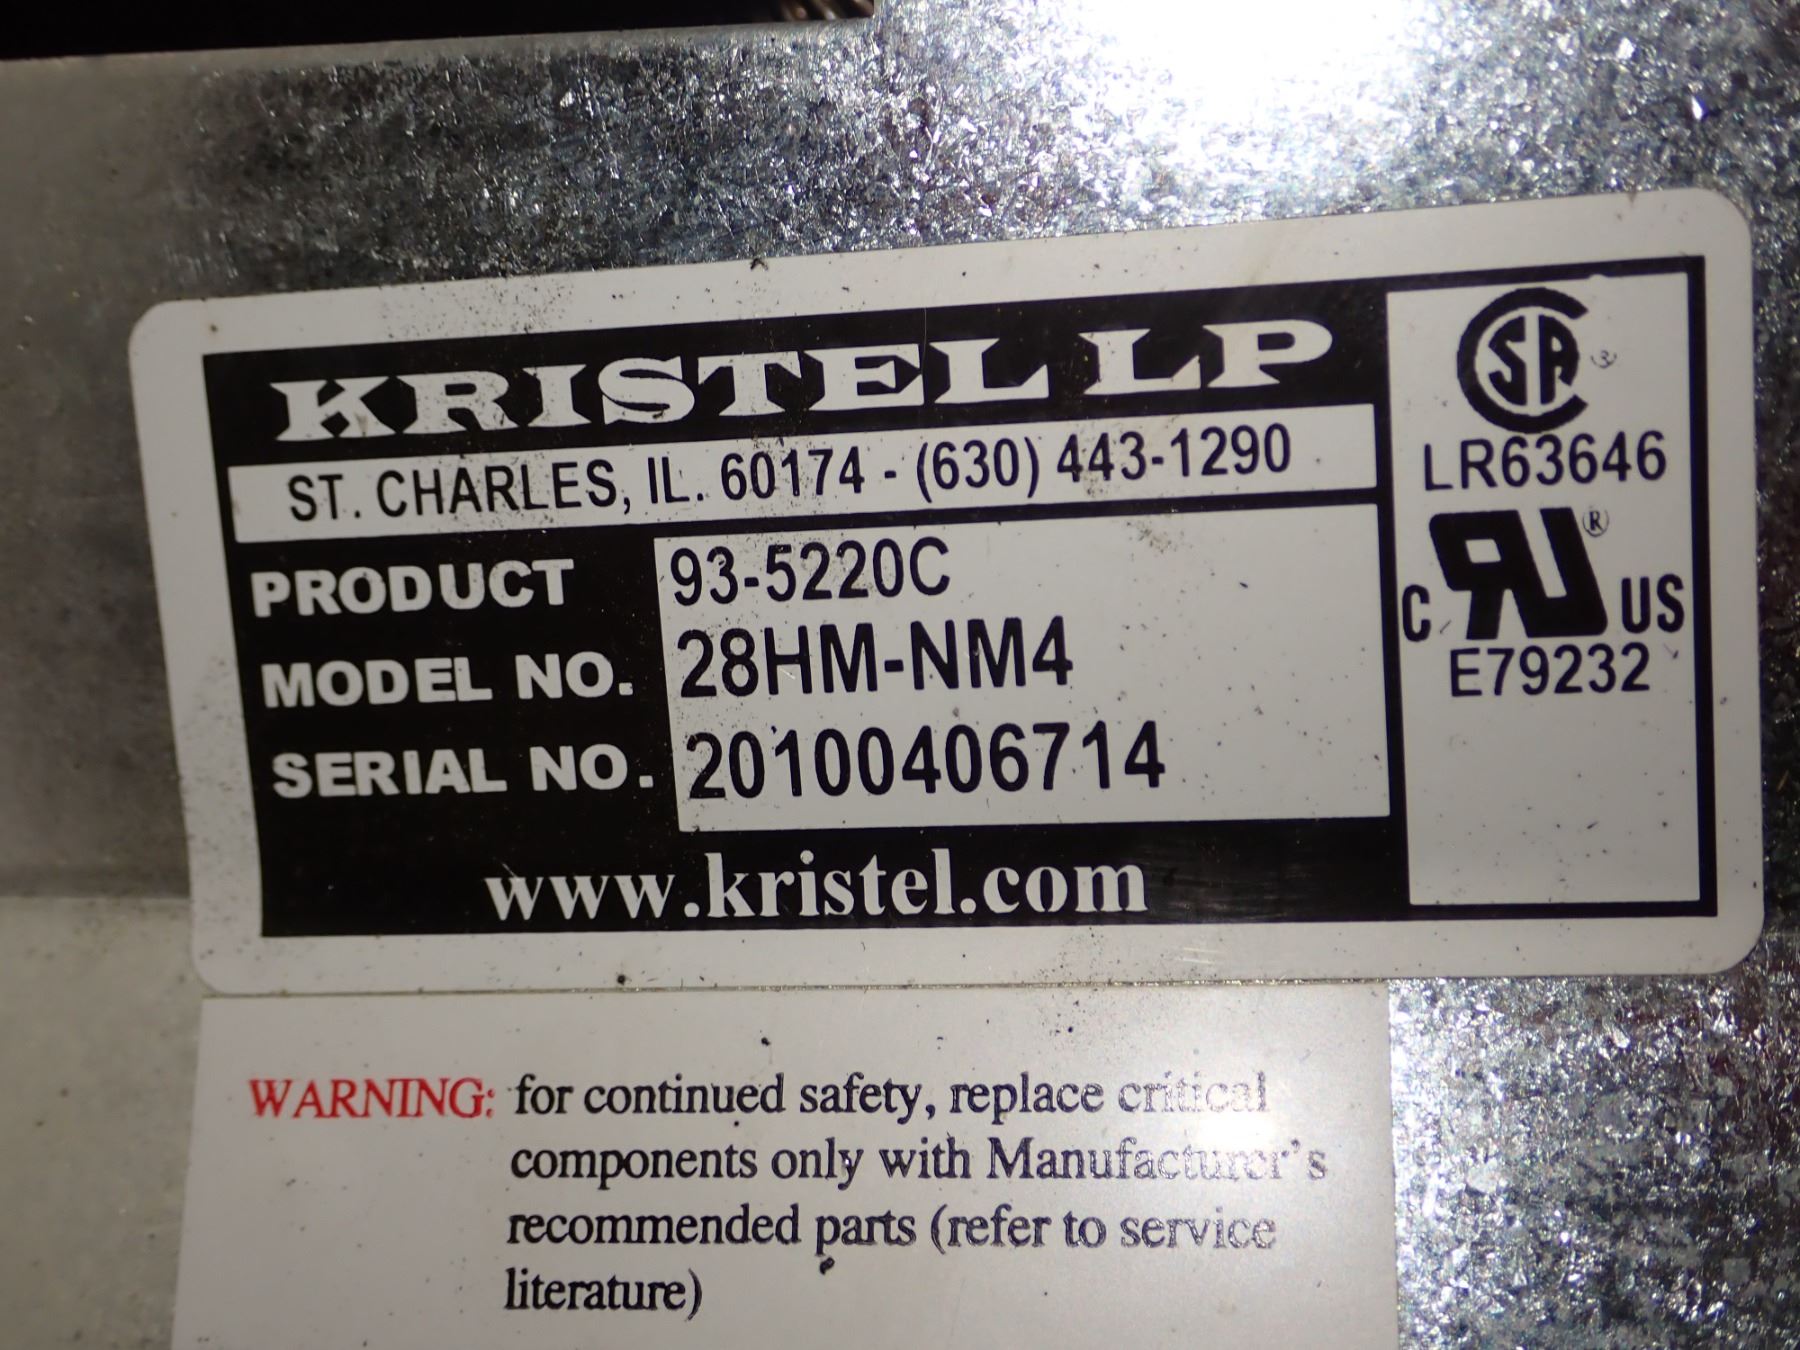 KRISTEL LP
ST. CHARLES, IL. 60174 - (630) 443-1290
PRODUCT 93-5220C
MODEL NO. 28HM-NM4
SERIAL NO. 20100406714
www.kristel.com
SA
LR63646
C RU ® US
E79232
WARNING: for continued safety, replace critical
components only with Manufacturer's
recommended parts (refer to service
literature)